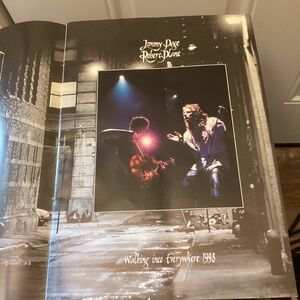 Jimmy Page
Robert Plant
Walking into Everywhere 1998